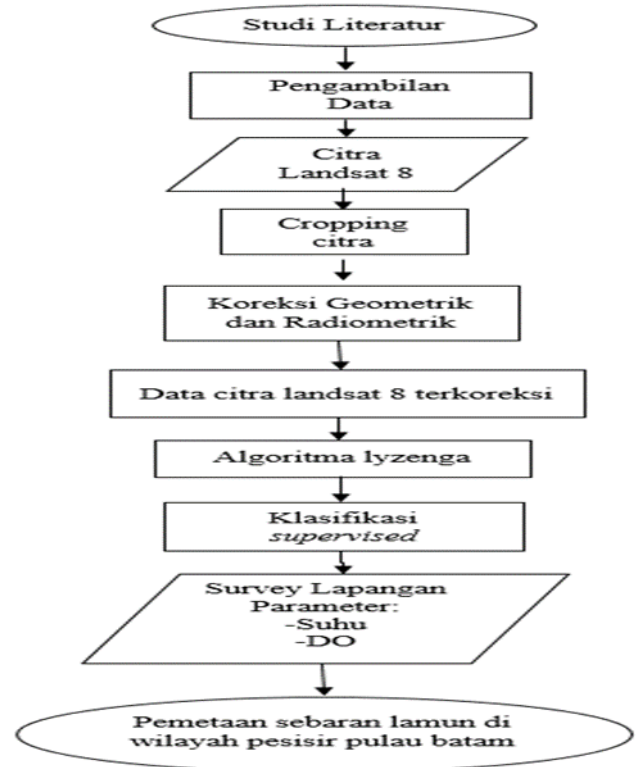 Studi Literatur
Pengambilan
Data
Citra
Landsat 8
Cropping
citra
Koreksi Geometrik
dan Radiometrik
Data citra landsat 8 terkoreksi
Algoritma lyzenga
Klasifikasi
supervised
Survey Lapangan
Parameter:
-Suhu
-DO
Pemetaan sebaran lamun di
wilayah pesisir pulau batam